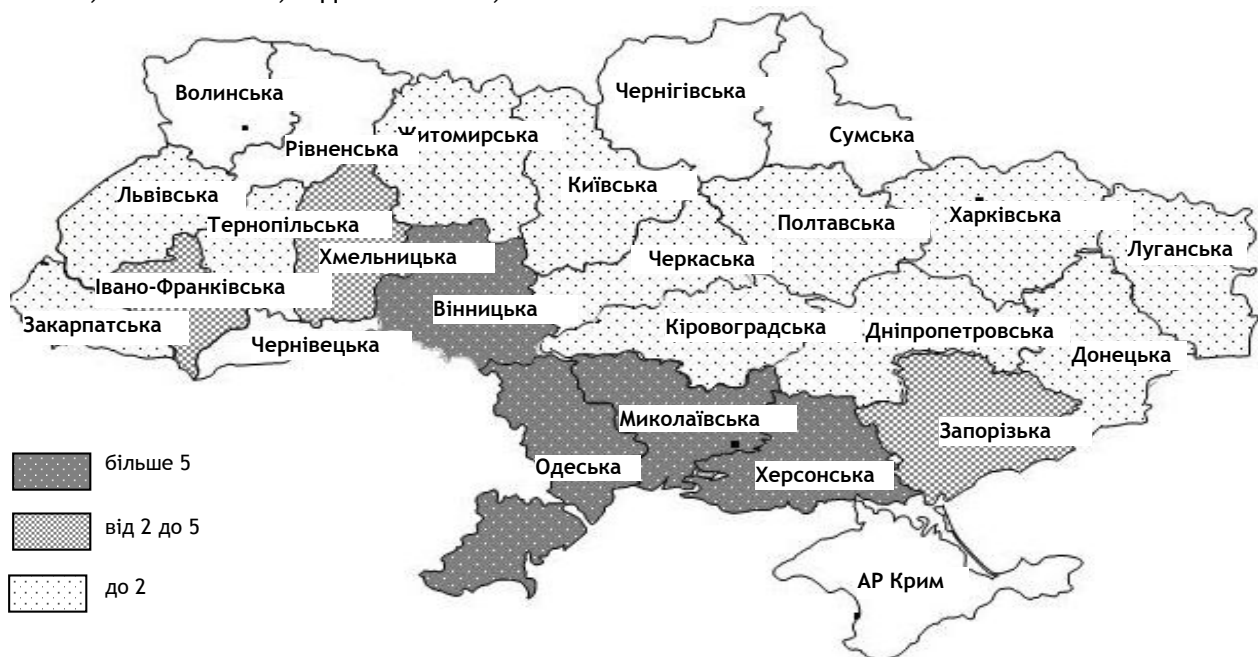 Волинська
Рівненська
Житомирська
Чернігівська
Сумська
Київська
Львівська
Тернопільська
Хмельницька
Івано-Франківська
Закарпатська
Чернівецька
Вінницька
Черкаська
Полтавська
Харківська
Луганська
Кіровоградська
Дніпропетровська
Донецька
Миколаївська
Запорізька
Одеська
Херсонська
АР Крим
більше 5
від 2 до 5
до 2